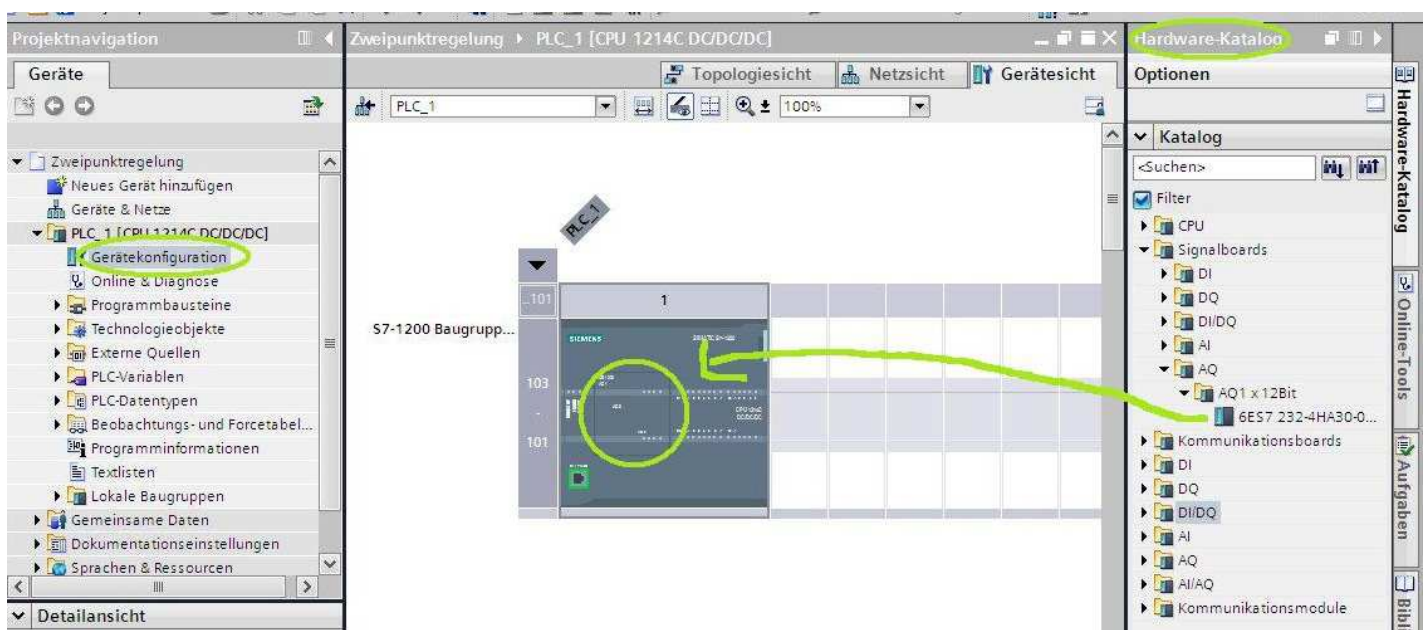 Projektnavigation
Geräte
Zweipunktregelung
Neues Gerät hinzufügen
Geräte & Netze
PLC_1 [CPU 1214C DC/DC/DC]
Gerätekonfiguration
Online & Diagnose
Programmbausteine
Technologieobjekte
Externe Quellen
PLC-Variablen
PLC-Datentypen
Beobachtungs- und Forcetabel...
Programminformationen
Textlisten
Lokale Baugruppen
Gemeinsame Daten
Dokumentationseinstellungen
Sprachen & Ressourcen
Detailansicht
Zweipunktregelung PLC_1 [CPU 1214C DC/DC/DC]
Topologiesicht Netzsicht Gerätesicht
PLC_1 100%
PLC_1
...101 1
S7-1200 Baugrupp...
SIEMENS
103
-
101
Hardware-Katalog
Optionen
Katalog
<Suchen>
Filter
CPU
Signalboards
DI
DQ
DI/DQ
AI
AQ
AQ1 x 12Bit
6ES7 232-4HA30-0...
Kommunikationsboards
DI
DQ
DI/DQ
AI
AQ
AI/AQ
Kommunikationsmodule
Hardware-Katalog
Online-Tools
Aufgaben
Bibli